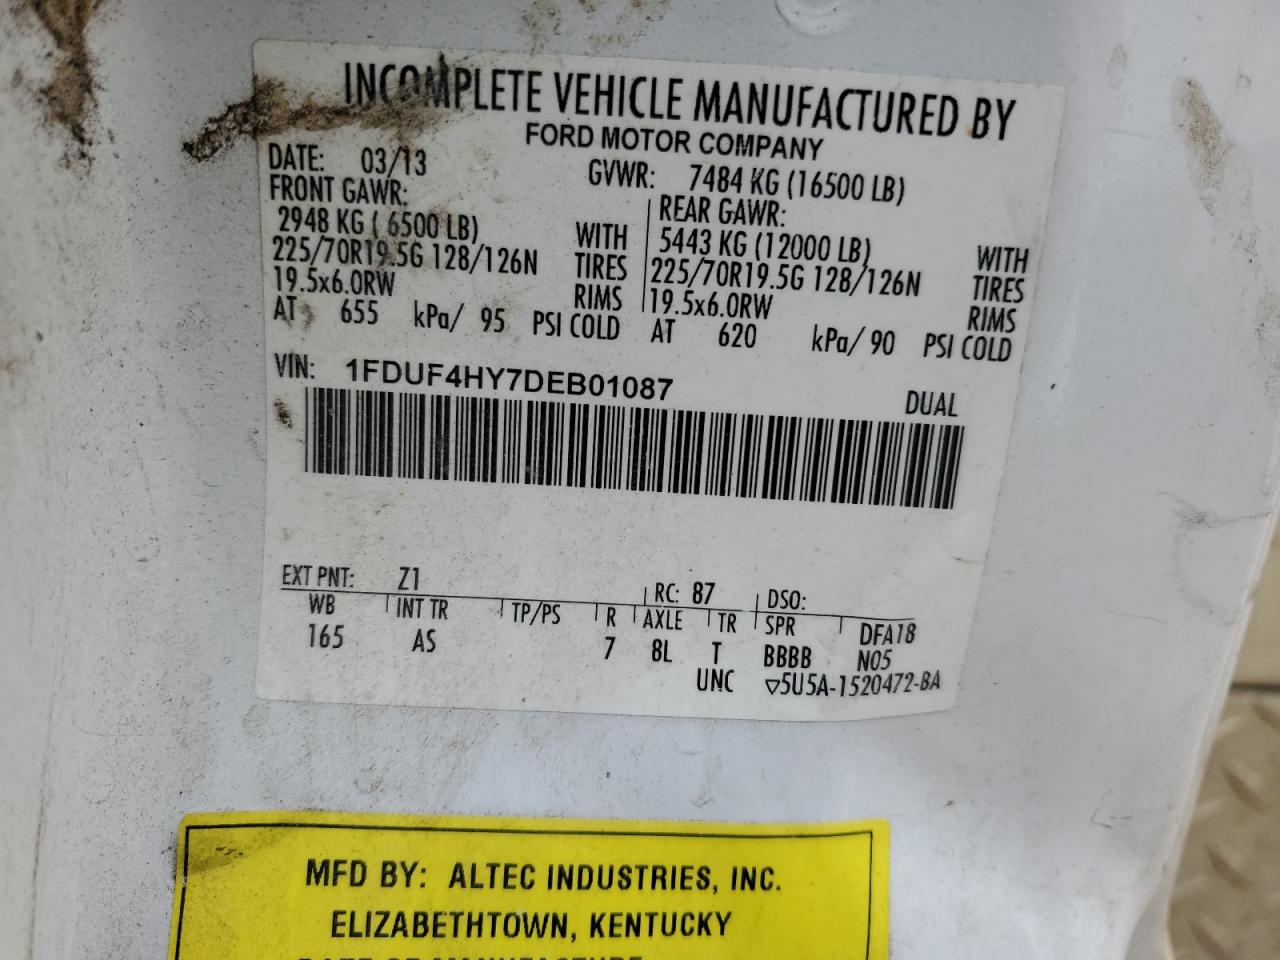 INCOMPLETE VEHICLE MANUFACTURED BY
FORD MOTOR COMPANY
DATE: 03/13 GVWR: 7484 KG (16500 LB)
FRONT GAWR: REAR GAWR:
2948 KG ( 6500 LB) WITH 5443 KG (12000 LB) WITH
225/70R19.5G 128/126N TIRES 225/70R19.5G 128/126N TIRES
19.5x6.0RW RIMS 19.5x6.0RW RIMS
AT 655 kPa/ 95 PSI COLD AT 620 kPa/ 90 PSI COLD
VIN: 1FDUF4HY7DEB01087
DUAL
EXT PNT: Z1 RC: 87 DSO:
WB INT TR TP/PS R AXLE TR SPR DFA18
165 AS 7 8L T BBBB N05
UNC ▽5U5A-1520472-BA
MFD BY: ALTEC INDUSTRIES, INC.
ELIZABETHTOWN, KENTUCKY
DATE OF MANUFACTURE